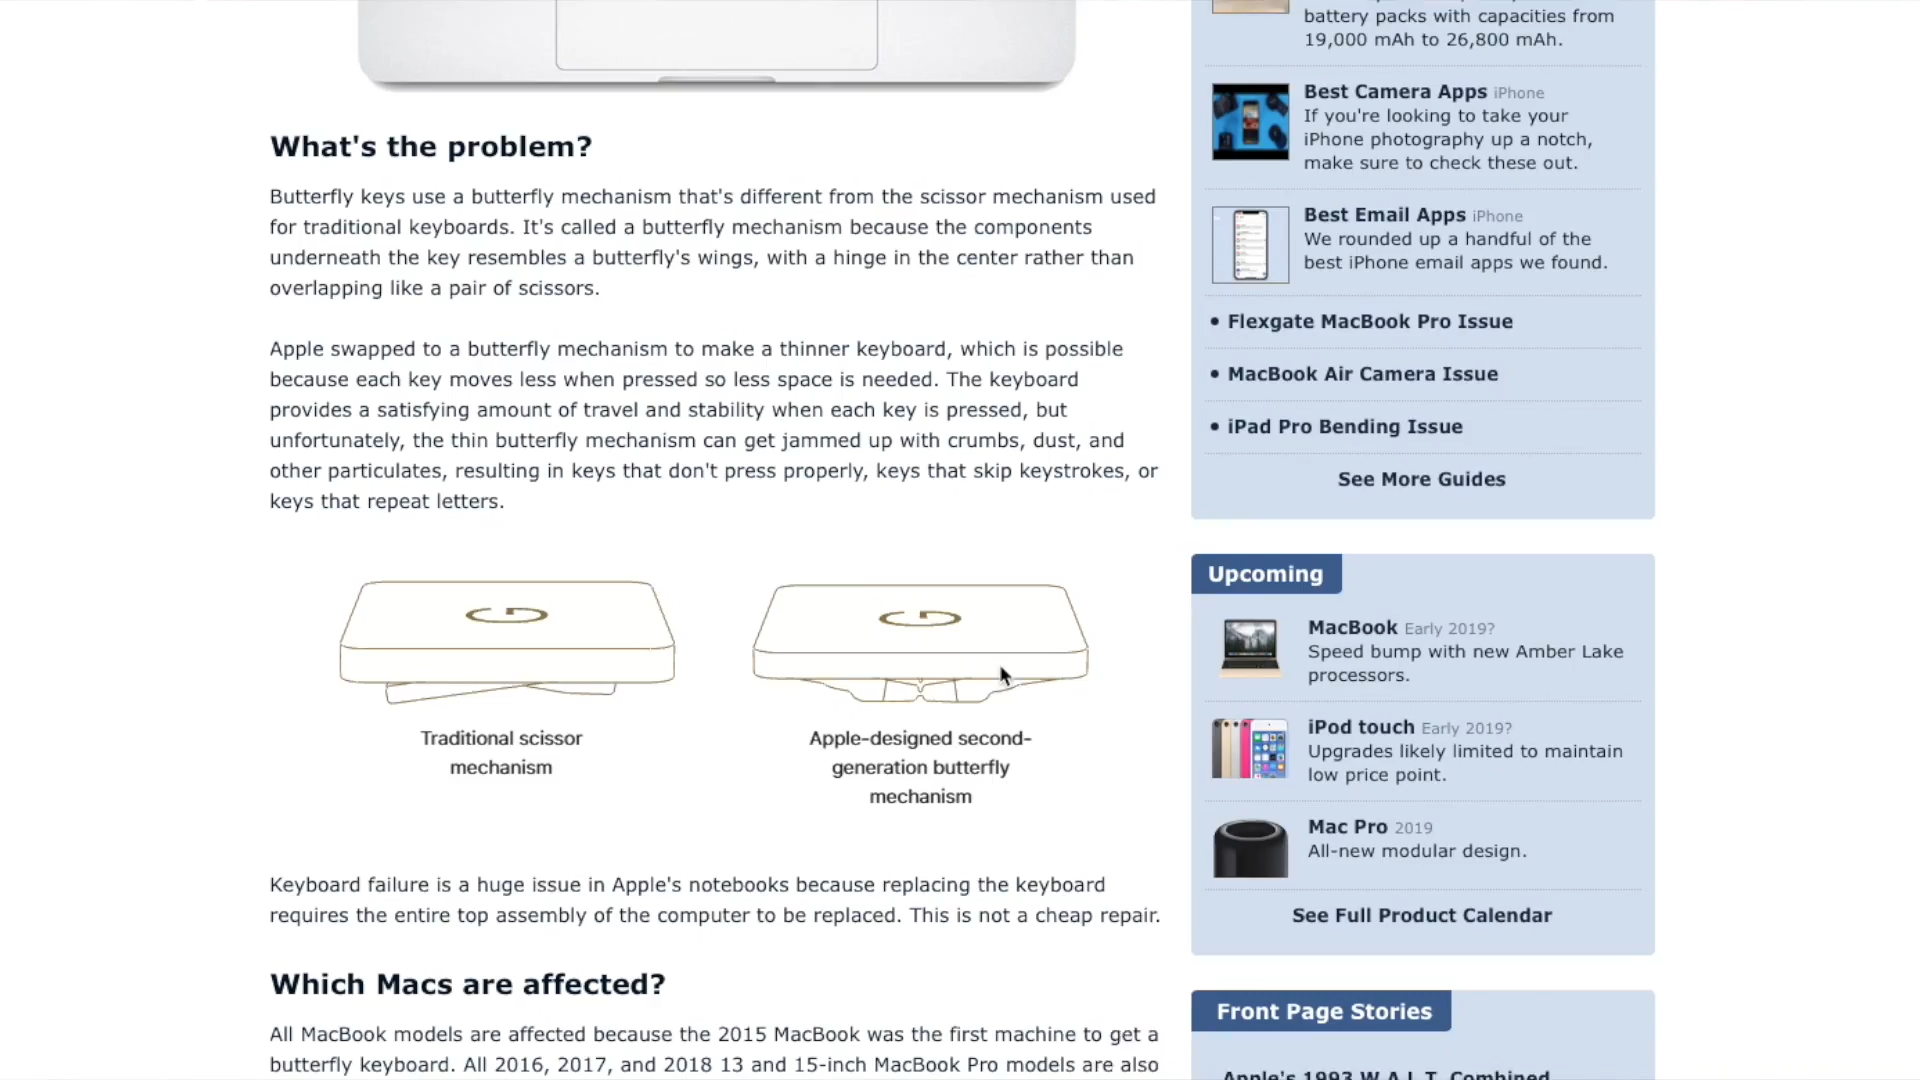 What's the problem?
Butterfly keys use a butterfly mechanism that's different from the scissor mechanism used
for traditional keyboards. It's called a butterfly mechanism because the components
underneath the key resembles a butterfly's wings, with a hinge in the center rather than
overlapping like a pair of scissors.
Apple swapped to a butterfly mechanism to make a thinner keyboard, which is possible
because each key moves less when pressed so less space is needed. The keyboard
provides a satisfying amount of travel and stability when each key is pressed, but
unfortunately, the thin butterfly mechanism can get jammed up with crumbs, dust, and
other particulates, resulting in keys that don't press properly, keys that skip keystrokes, or
keys that repeat letters.
G
G
Traditional scissor
mechanism
Apple-designed second-
generation butterfly
mechanism
Keyboard failure is a huge issue in Apple's notebooks because replacing the keyboard
requires the entire top assembly of the computer to be replaced. This is not a cheap repair.
Which Macs are affected?
All MacBook models are affected because the 2015 MacBook was the first machine to get a
butterfly keyboard. All 2016, 2017, and 2018 13 and 15-inch MacBook Pro models are also
battery packs with capacities from
19,000 mAh to 26,800 mAh.
Best Camera Apps iPhone
If you're looking to take your
iPhone photography up a notch,
make sure to check these out.
Best Email Apps iPhone
We rounded up a handful of the
best iPhone email apps we found.
• Flexgate MacBook Pro Issue
• MacBook Air Camera Issue
• iPad Pro Bending Issue
See More Guides
Upcoming
MacBook Early 2019?
Speed bump with new Amber Lake
processors.
iPod touch Early 2019?
Upgrades likely limited to maintain
low price point.
Mac Pro 2019
All-new modular design.
See Full Product Calendar
Front Page Stories
Apple's 1993 W.A.L.T. Combined